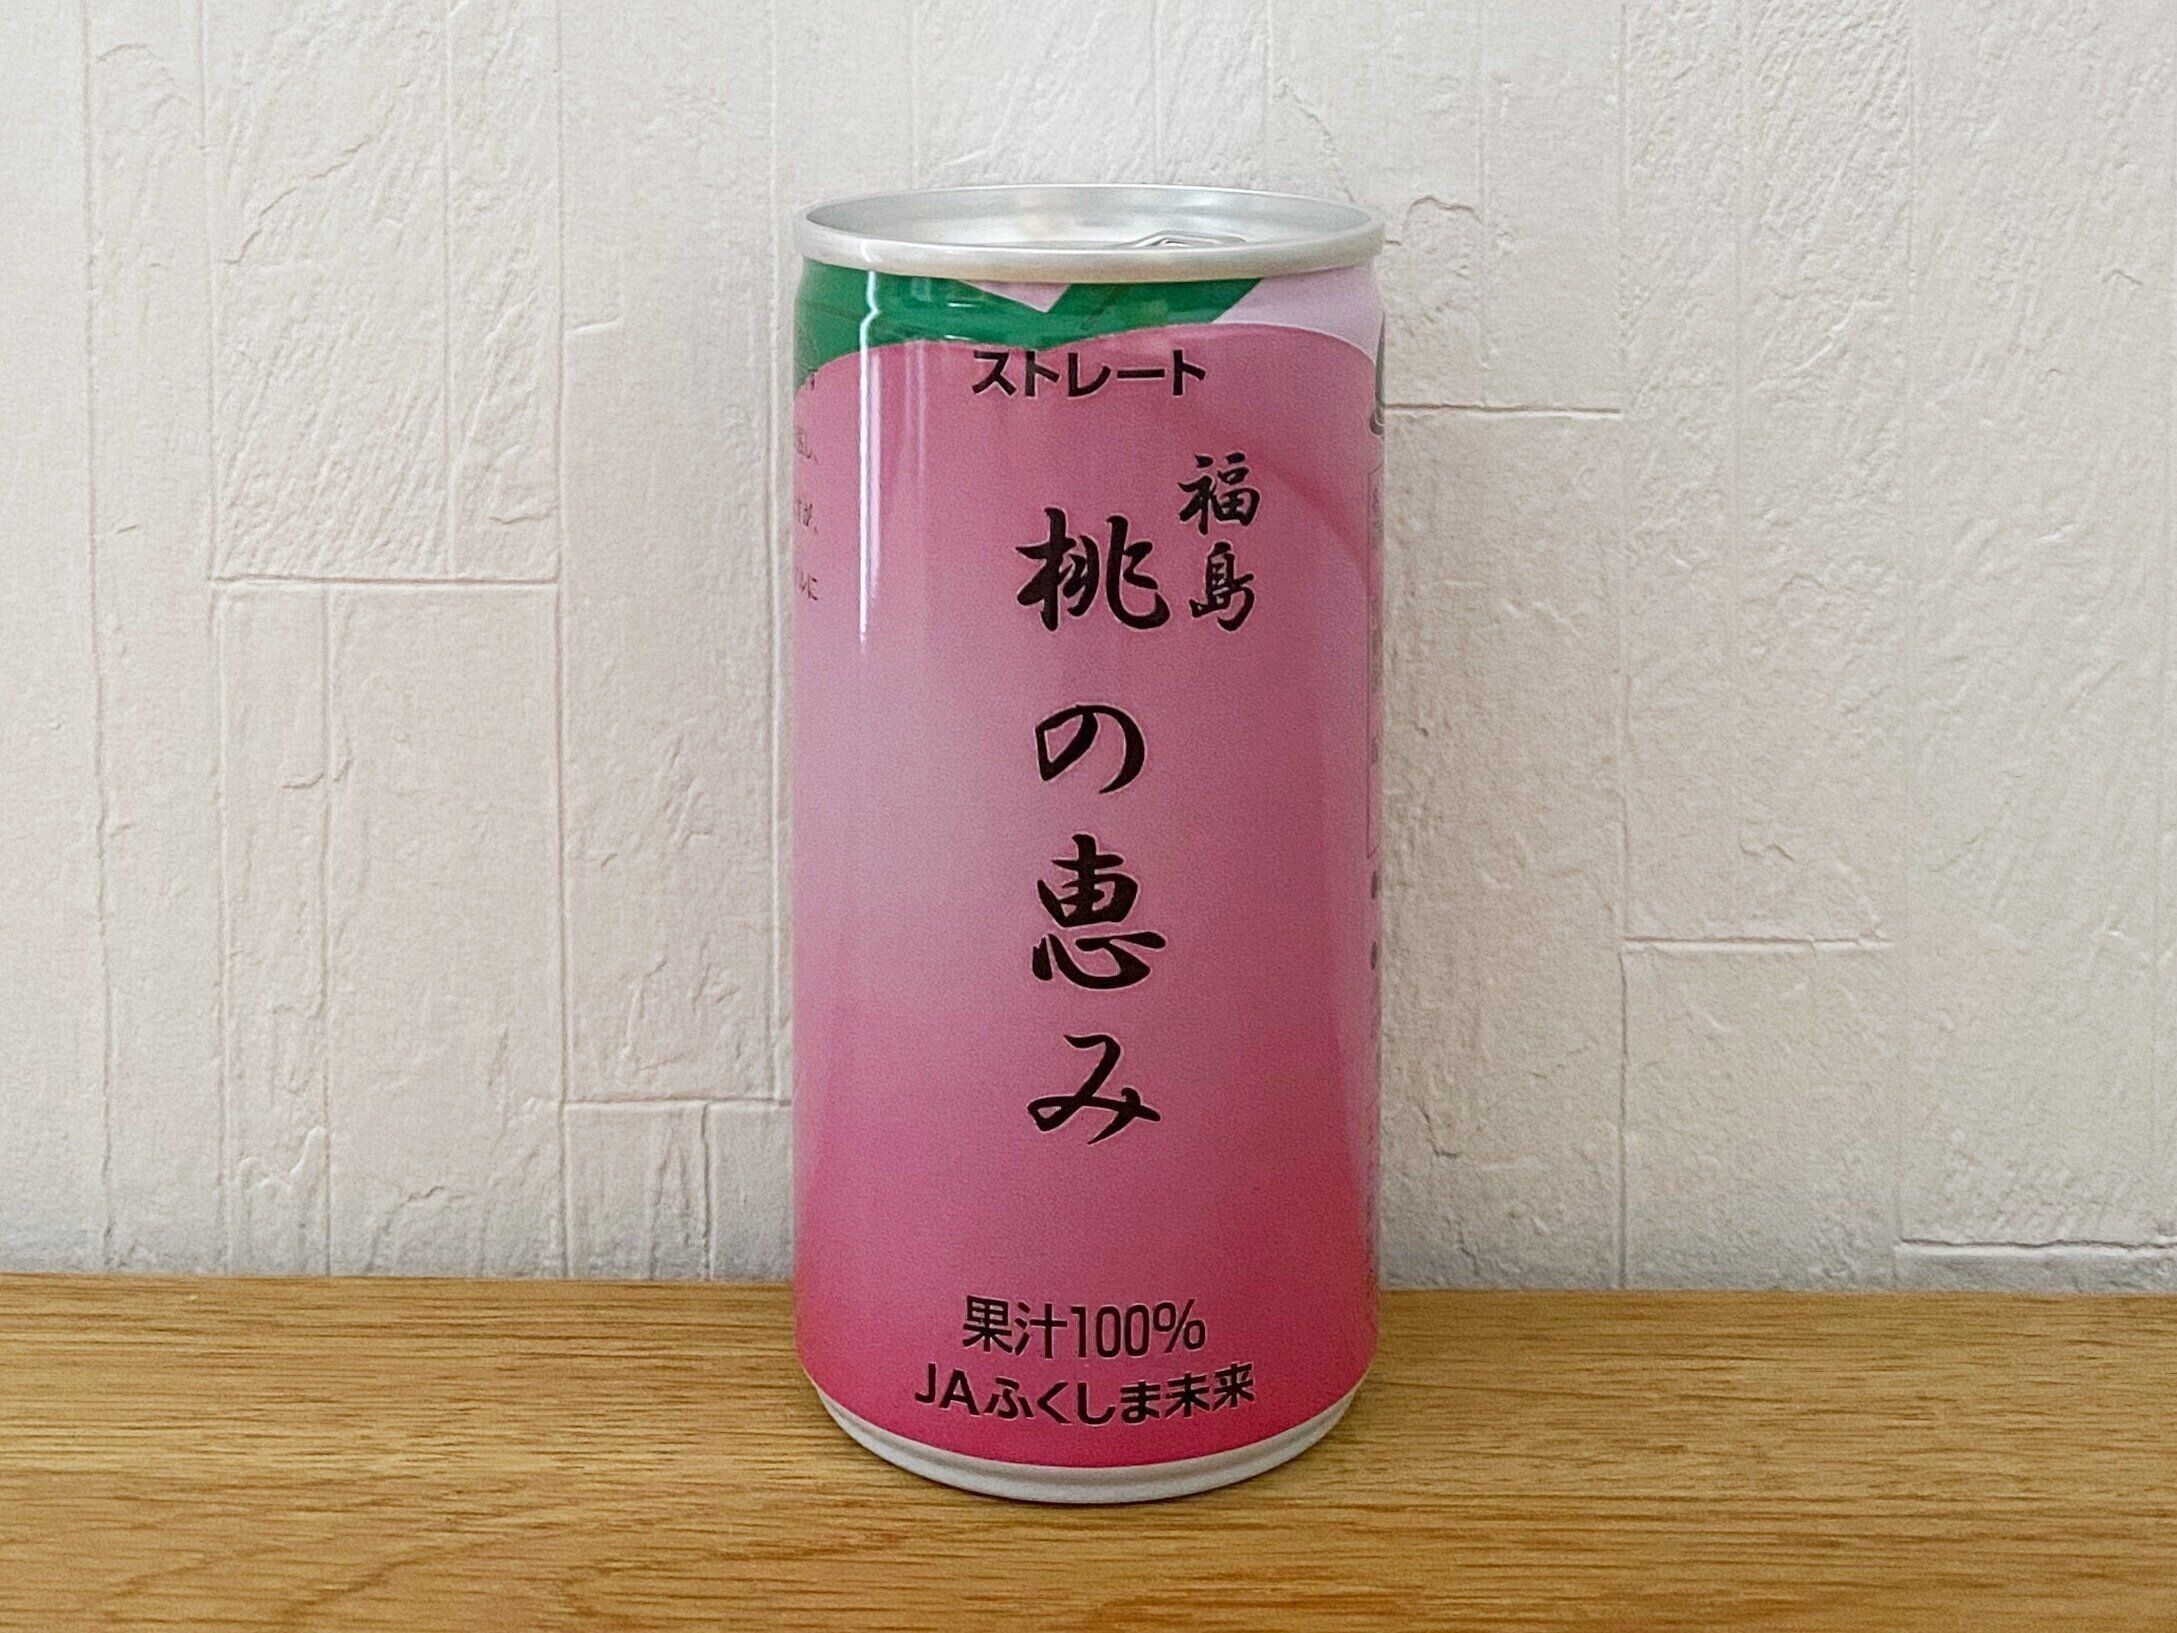 ストレート
福島
桃の恵み
果汁100%
JAふくしま未来